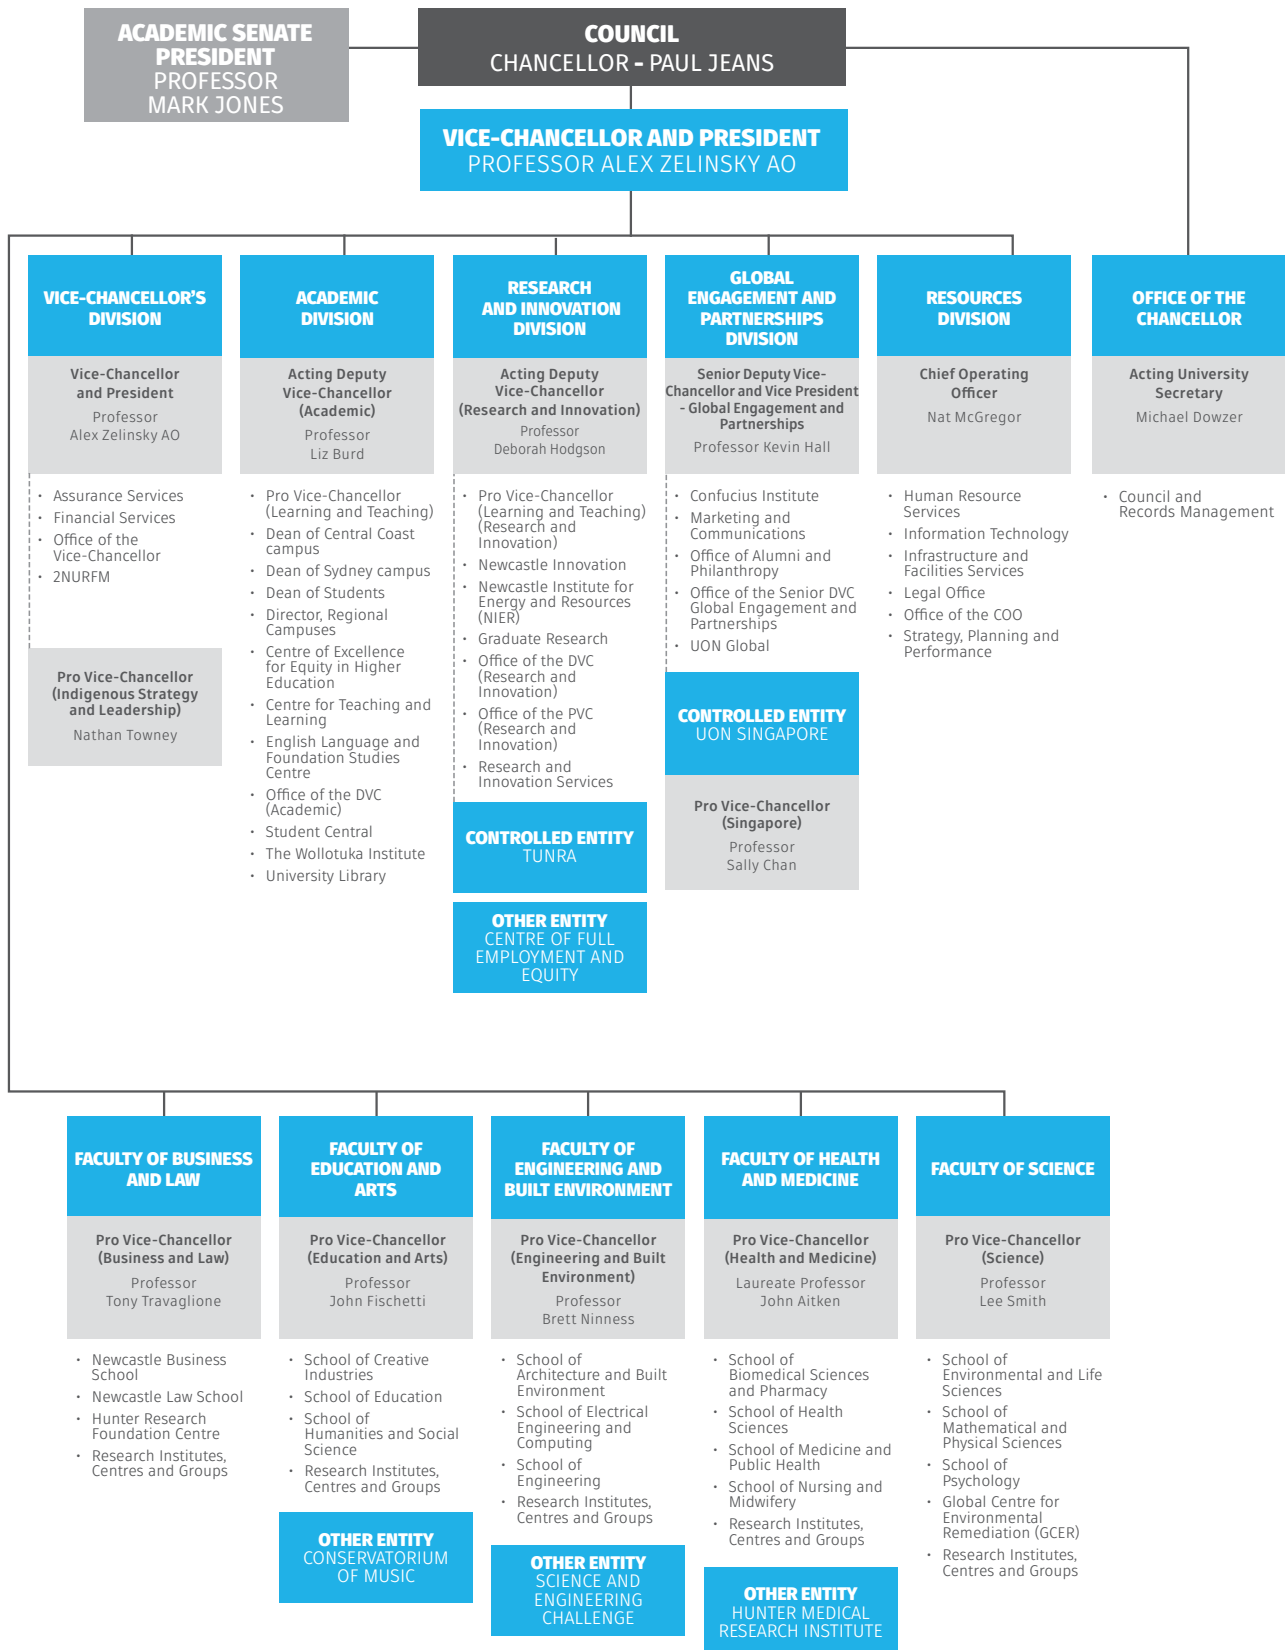 ACADEMIC SENATE
PRESIDENT
PROFESSOR
MARK JONES
COUNCIL
CHANCELLOR - PAUL JEANS
VICE-CHANCELLOR AND PRESIDENT
PROFESSOR ALEX ZELINSKY AO
VICE-CHANCELLOR'S
DIVISION
Vice-Chancellor
and President
Professor
Alex Zelinsky AO
• Assurance Services
• Financial Services
• Office of the
Vice-Chancellor
• 2NURFM
Pro Vice-Chancellor
(Indigenous Strategy
and Leadership)
Nathan Towney
ACADEMIC
DIVISION
Acting Deputy
Vice-Chancellor
(Academic)
Professor
Liz Burd
• Pro Vice-Chancellor
(Learning and Teaching)
• Dean of Central Coast
campus
• Dean of Sydney campus
• Dean of Students
• Director, Regional
Campuses
• Centre of Excellence
for Equity in Higher
Education
• Centre for Teaching and
Learning
• English Language and
Foundation Studies
Centre
• Office of the DVC
(Academic)
• Student Central
• The Wollotuka Institute
• University Library
RESEARCH
AND INNOVATION
DIVISION
Acting Deputy
Vice-Chancellor
(Research and Innovation)
Professor
Deborah Hodgson
• Pro Vice-Chancellor
(Learning and Teaching)
(Research and
Innovation)
• Newcastle Innovation
• Newcastle Institute for
Energy and Resources
(NIER)
• Graduate Research
• Office of the DVC
(Research and
Innovation)
• Office of the PVC
(Research and
Innovation)
• Research and
Innovation Services
CONTROLLED ENTITY
TUNRA
OTHER ENTITY
CENTRE OF FULL
EMPLOYMENT AND
EQUITY
GLOBAL
ENGAGEMENT AND
PARTNERSHIPS
DIVISION
Senior Deputy Vice-
Chancellor and Vice President
- Global Engagement and
Partnerships
Professor Kevin Hall
• Confucius Institute
• Marketing and
Communications
• Office of Alumni and
Philanthropy
• Office of the Senior DVC
Global Engagement and
Partnerships
• UON Global
CONTROLLED ENTITY
UON SINGAPORE
Pro Vice-Chancellor
(Singapore)
Professor
Sally Chan
RESOURCES
DIVISION
Chief Operating
Officer
Nat McGregor
• Human Resource
Services
• Information Technology
• Infrastructure and
Facilities Services
• Legal Office
• Office of the COO
• Strategy, Planning and
Performance
OFFICE OF THE
CHANCELLOR
Acting University
Secretary
Michael Dowzer
• Council and
Records Management
FACULTY OF BUSINESS
AND LAW
Pro Vice-Chancellor
(Business and Law)
Professor
Tony Travaglione
• Newcastle Business
School
• Newcastle Law School
• Hunter Research
Foundation Centre
• Research Institutes,
Centres and Groups
FACULTY OF
EDUCATION AND
ARTS
Pro Vice-Chancellor
(Education and Arts)
Professor
John Fischetti
• School of Creative
Industries
• School of Education
• School of
Humanities and Social
Science
• Research Institutes,
Centres and Groups
OTHER ENTITY
CONSERVATORIUM
OF MUSIC
FACULTY OF
ENGINEERING AND
BUILT ENVIRONMENT
Pro Vice-Chancellor
(Engineering and Built
Environment)
Professor
Brett Ninness
• School of
Architecture and Built
Environment
• School of Electrical
Engineering and
Computing
• School of
Engineering
• Research Institutes,
Centres and Groups
OTHER ENTITY
SCIENCE AND
ENGINEERING
CHALLENGE
FACULTY OF HEALTH
AND MEDICINE
Pro Vice-Chancellor
(Health and Medicine)
Laureate Professor
John Aitken
• School of
Biomedical Sciences
and Pharmacy
• School of Health
Sciences
• School of Medicine and
Public Health
• School of Nursing and
Midwifery
• Research Institutes,
Centres and Groups
OTHER ENTITY
HUNTER MEDICAL
RESEARCH INSTITUTE
FACULTY OF SCIENCE
Pro Vice-Chancellor
(Science)
Professor
Lee Smith
• School of
Environmental and Life
Sciences
• School of
Mathematical and
Physical Sciences
• School of
Psychology
• Global Centre for
Environmental
Remediation (GCER)
• Research Institutes,
Centres and Groups